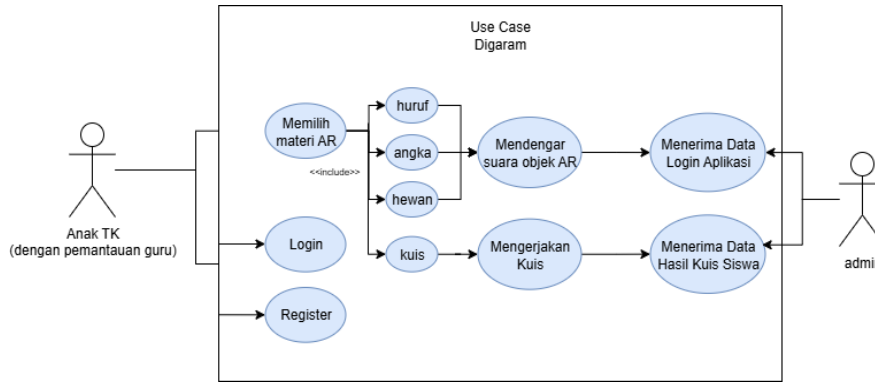 Use Case
Digaram
Memilih
materi AR
<<include>>
huruf
angka
hewan
kuis
Mendengar
suara objek AR
Menerima Data
Login Aplikasi
Anak TK
(dengan pemantauan guru)
Login
Mengerjakan
Kuis
Menerima Data
Hasil Kuis Siswa
admin
Register